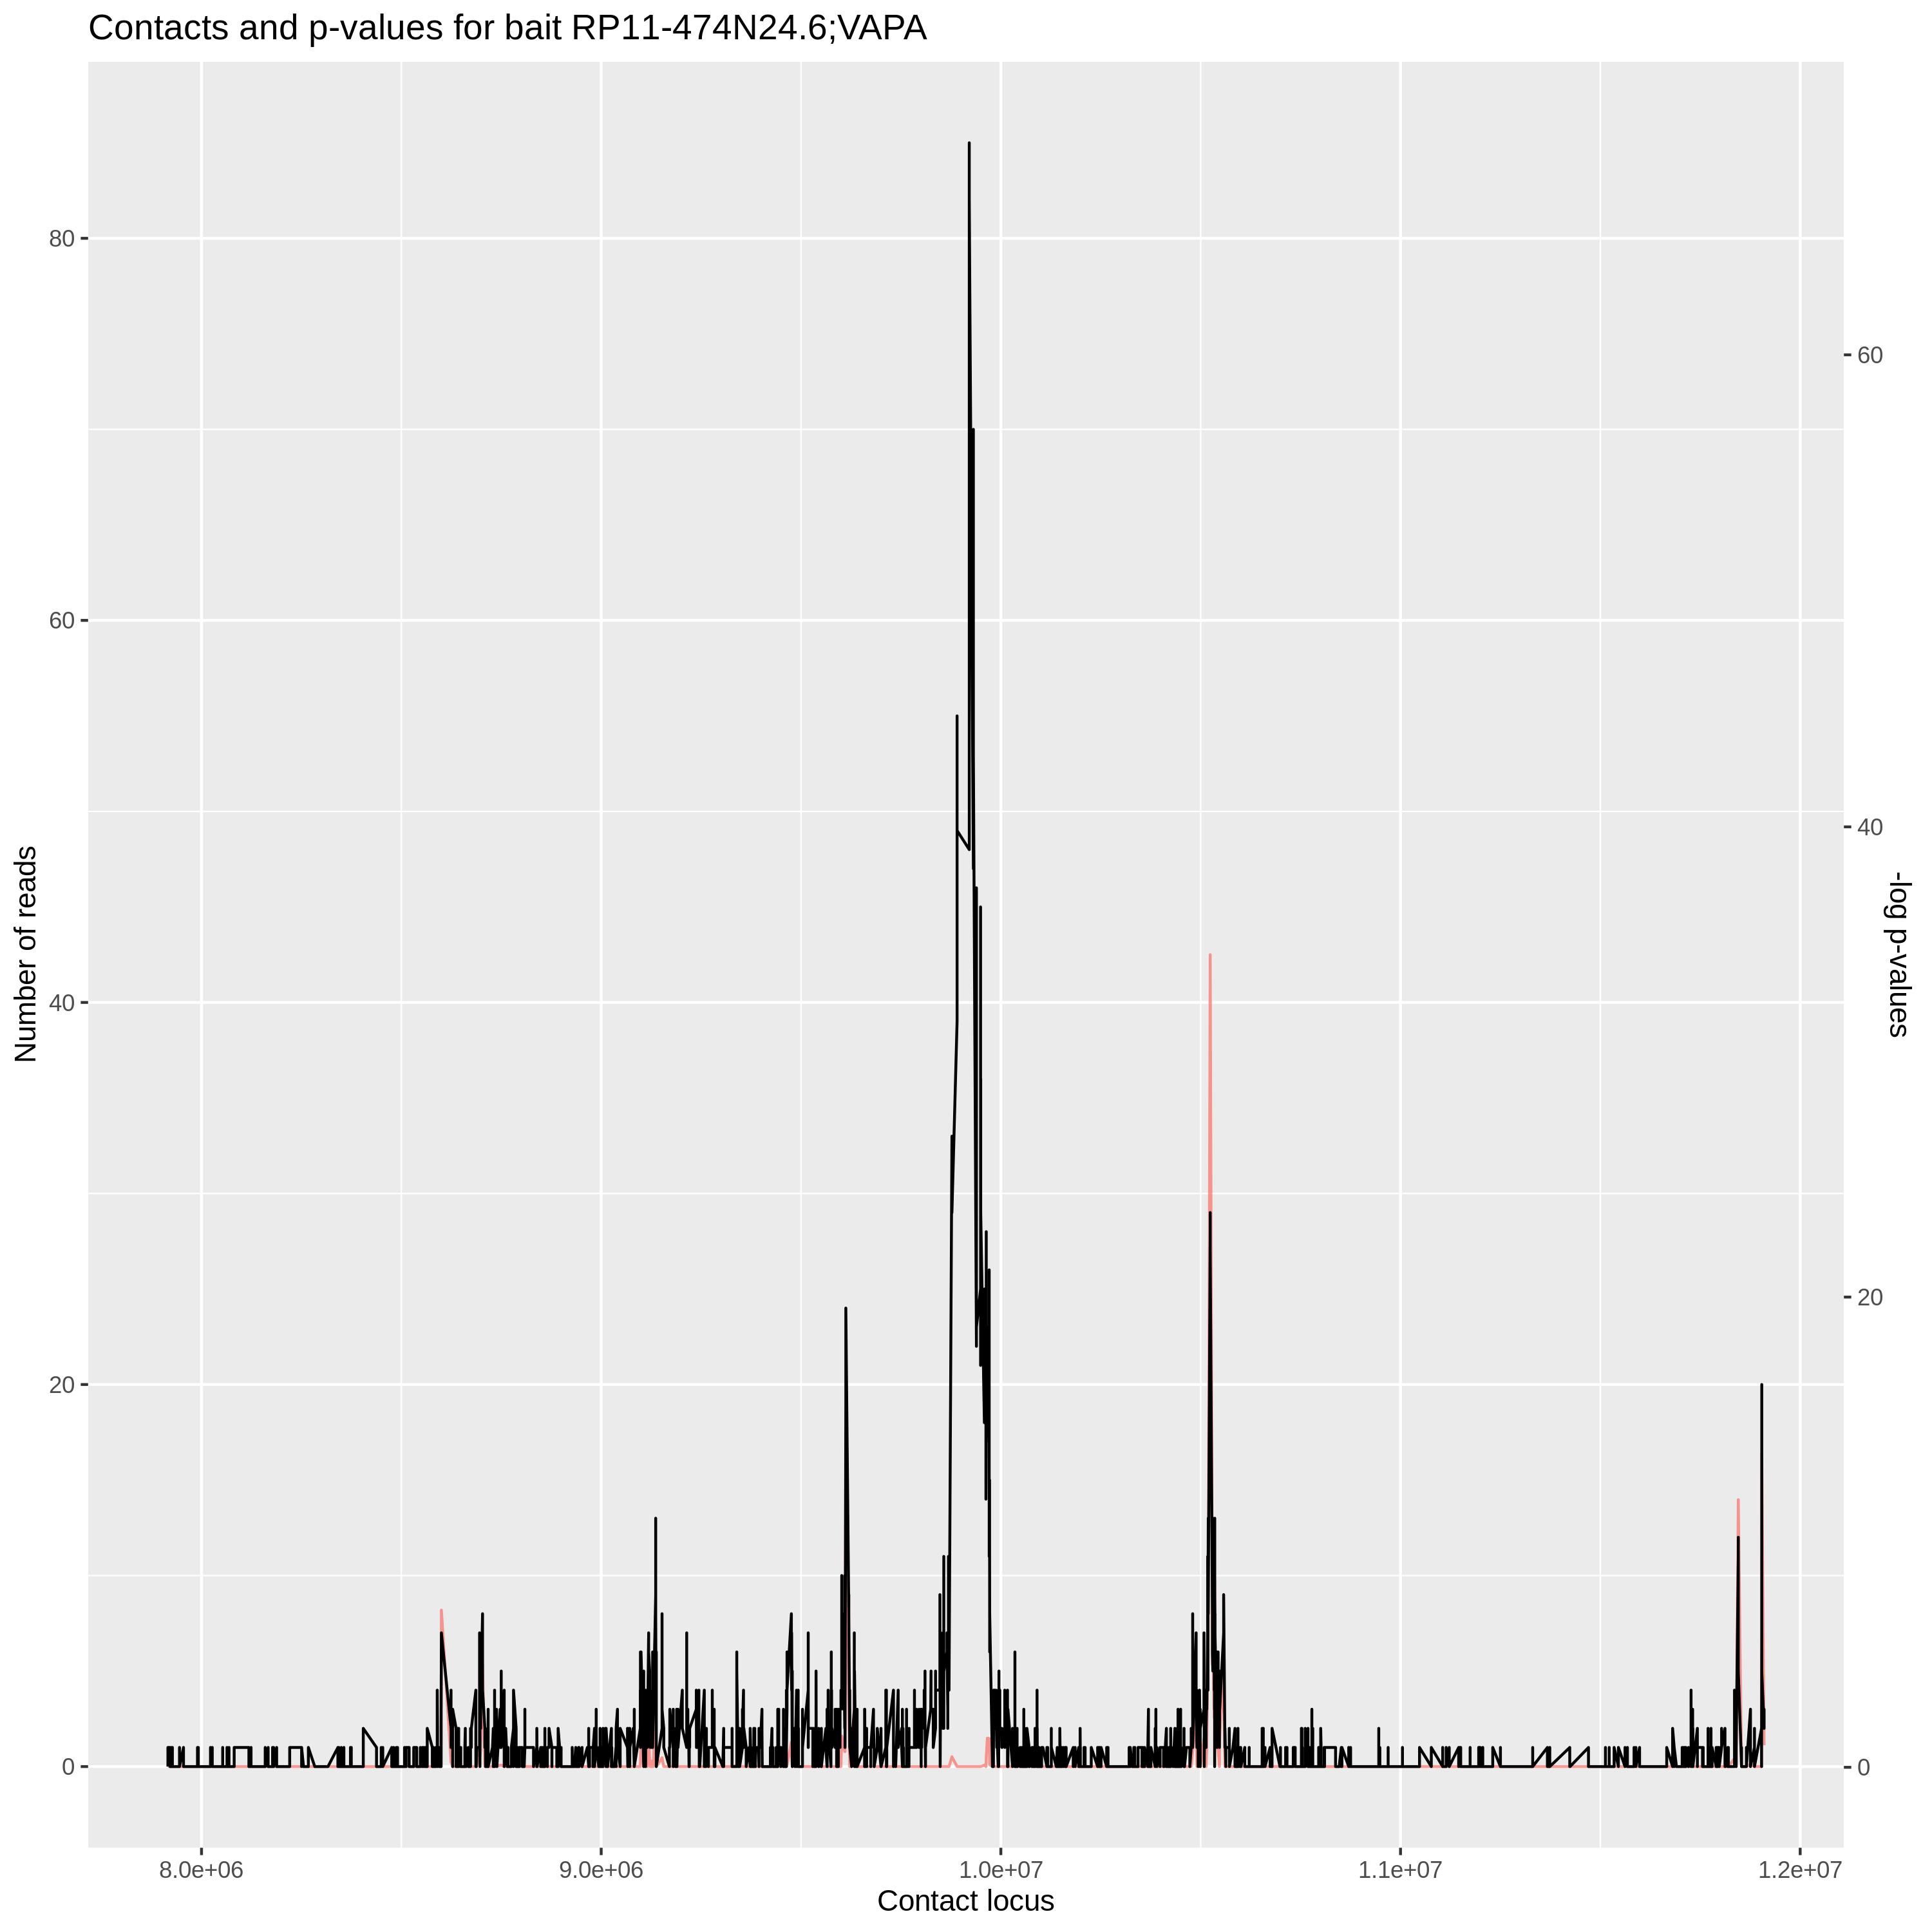 Contacts and p-values for bait RP11-474N24.6;VAPA
Number of reads
80
60
40
20
0
-log p-values
60
40
20
0
8.0e+06 9.0e+06 1.0e+07 1.1e+07 1.2e+07
Contact locus